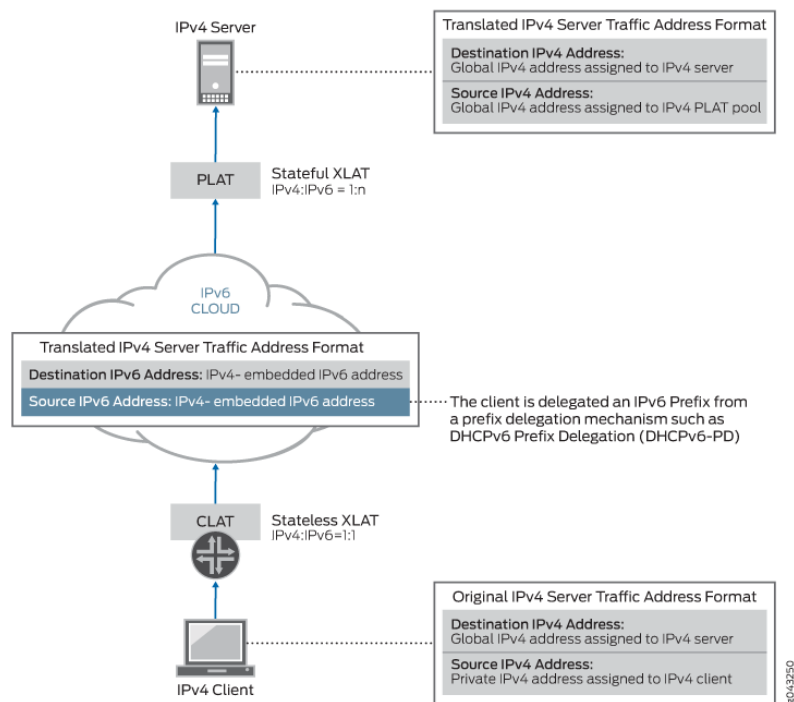 IPv4 Server
Translated IPv4 Server Traffic Address Format
Destination IPv4 Address:
Global IPv4 address assigned to IPv4 server
Source IPv4 Address:
Global IPv4 address assigned to IPv4 PLAT pool
PLAT
Stateful XLAT
IPv4:IPv6 = 1:n
IPv6
CLOUD
Translated IPv4 Server Traffic Address Format
Destination IPv6 Address: IPv4- embedded IPv6 address
Source IPv6 Address: IPv4- embedded IPv6 address
The client is delegated an IPv6 Prefix from
a prefix delegation mechanism such as
DHCPv6 Prefix Delegation (DHCPv6-PD)
CLAT
Stateless XLAT
IPv4:IPv6=1:1
Original IPv4 Server Traffic Address Format
Destination IPv4 Address:
Global IPv4 address assigned to IPv4 server
Source IPv4 Address:
Private IPv4 address assigned to IPv4 client
IPv4 Client
g043250